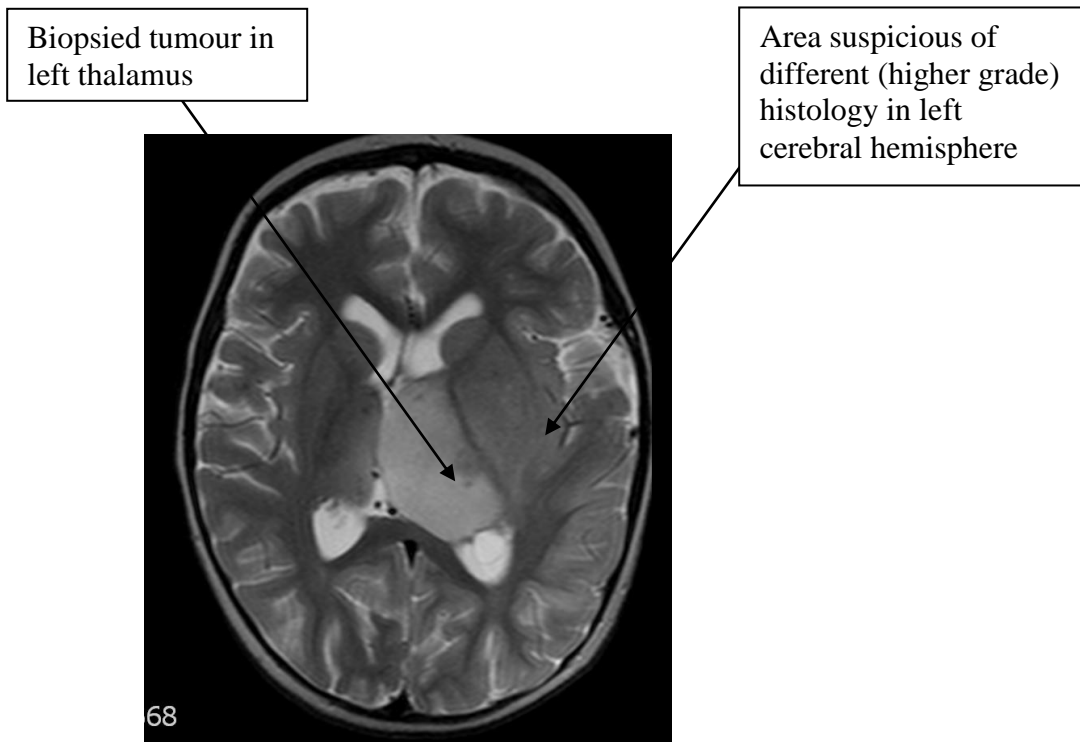 Biopsied tumour in
left thalamus
Area suspicious of
different (higher grade)
histology in left
cerebral hemisphere
68